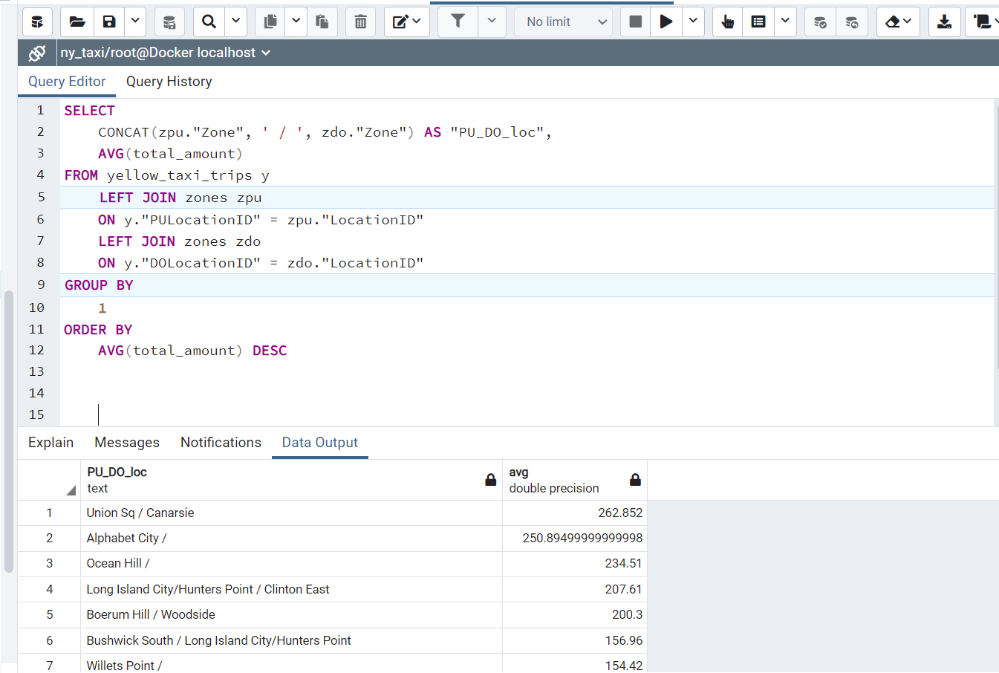 No limit
ny_taxi/root@Docker localhost
Query Editor Query History
1 SELECT
2 CONCAT(zpu."Zone", ' / ', zdo."Zone") AS "PU_DO_loc",
3 AVG(total_amount)
4 FROM yellow_taxi_trips y
5 LEFT JOIN zones zpu
6 ON y."PULocationID" = zpu."LocationID"
7 LEFT JOIN zones zdo
8 ON y."DOLocationID" = zdo."LocationID"
9 GROUP BY
10 1
11 ORDER BY
12 AVG(total_amount) DESC
13
14
15
Explain Messages Notifications Data Output
PU_DO_loc avg
text double precision
1 Union Sq / Canarsie 262.852
2 Alphabet City / 250.89499999999998
3 Ocean Hill / 234.51
4 Long Island City/Hunters Point / Clinton East 207.61
5 Boerum Hill / Woodside 200.3
6 Bushwick South / Long Island City/Hunters Point 156.96
7 Willets Point / 154.42